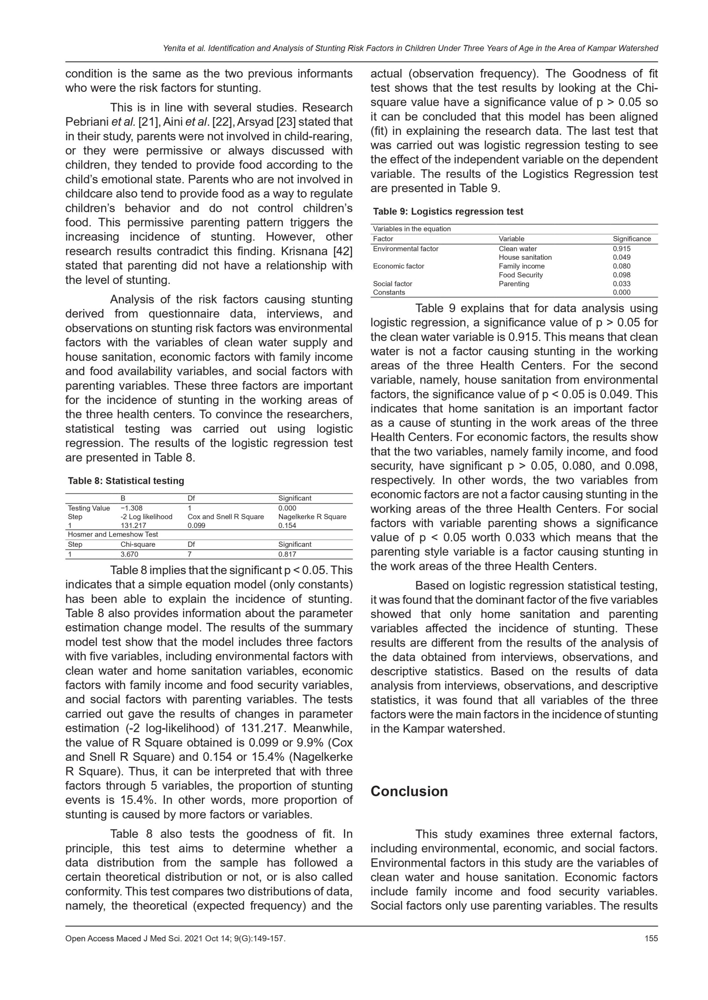 Yenita et al. Identification and Analysis of Stunting Risk Factors in Children Under Three Years of Age in the Area of Kampar Watershed
condition is the same as the two previous informants
who were the risk factors for stunting.
This is in line with several studies. Research
Pebriani et al. [21], Aini et al. [22], Arsyad [23] stated that
in their study, parents were not involved in child-rearing,
or they were permissive or always discussed with
children, they tended to provide food according to the
child’s emotional state. Parents who are not involved in
childcare also tend to provide food as a way to regulate
children’s behavior and do not control children’s
food. This permissive parenting pattern triggers the
increasing incidence of stunting. However, other
research results contradict this finding. Krisnana [42]
stated that parenting did not have a relationship with
the level of stunting.
Analysis of the risk factors causing stunting
derived from questionnaire data, interviews, and
observations on stunting risk factors was environmental
factors with the variables of clean water supply and
house sanitation, economic factors with family income
and food availability variables, and social factors with
parenting variables. These three factors are important
for the incidence of stunting in the working areas of
the three health centers. To convince the researchers,
statistical testing was carried out using logistic
regression. The results of the logistic regression test
are presented in Table 8.
Table 8: Statistical testing
B Df Significant
Testing Value −1.308 1 0.000
Step -2 Log likelihood Cox and Snell R Square Nagelkerke R Square
1 131.217 0.099 0.154
Hosmer and Lemeshow Test
Step Chi-square Df Significant
1 3.670 7 0.817
Table 8 implies that the significant p < 0.05. This
indicates that a simple equation model (only constants)
has been able to explain the incidence of stunting.
Table 8 also provides information about the parameter
estimation change model. The results of the summary
model test show that the model includes three factors
with five variables, including environmental factors with
clean water and home sanitation variables, economic
factors with family income and food security variables,
and social factors with parenting variables. The tests
carried out gave the results of changes in parameter
estimation (-2 log-likelihood) of 131.217. Meanwhile,
the value of R Square obtained is 0.099 or 9.9% (Cox
and Snell R Square) and 0.154 or 15.4% (Nagelkerke
R Square). Thus, it can be interpreted that with three
factors through 5 variables, the proportion of stunting
events is 15.4%. In other words, more proportion of
stunting is caused by more factors or variables.
Table 8 also tests the goodness of fit. In
principle, this test aims to determine whether a
data distribution from the sample has followed a
certain theoretical distribution or not, or is also called
conformity. This test compares two distributions of data,
namely, the theoretical (expected frequency) and the
actual (observation frequency). The Goodness of fit
test shows that the test results by looking at the Chi-
square value have a significance value of p > 0.05 so
it can be concluded that this model has been aligned
(fit) in explaining the research data. The last test that
was carried out was logistic regression testing to see
the effect of the independent variable on the dependent
variable. The results of the Logistics Regression test
are presented in Table 9.
Table 9: Logistics regression test
Variables in the equation
Factor Variable Significance
Environmental factor Clean water 0.915
House sanitation 0.049
Economic factor Family income 0.080
Food Security 0.098
Social factor Parenting 0.033
Constants 0.000
Table 9 explains that for data analysis using
logistic regression, a significance value of p > 0.05 for
the clean water variable is 0.915. This means that clean
water is not a factor causing stunting in the working
areas of the three Health Centers. For the second
variable, namely, house sanitation from environmental
factors, the significance value of p < 0.05 is 0.049. This
indicates that home sanitation is an important factor
as a cause of stunting in the work areas of the three
Health Centers. For economic factors, the results show
that the two variables, namely family income, and food
security, have significant p > 0.05, 0.080, and 0.098,
respectively. In other words, the two variables from
economic factors are not a factor causing stunting in the
working areas of the three Health Centers. For social
factors with variable parenting shows a significance
value of p < 0.05 worth 0.033 which means that the
parenting style variable is a factor causing stunting in
the work areas of the three Health Centers.
Based on logistic regression statistical testing,
it was found that the dominant factor of the five variables
showed that only home sanitation and parenting
variables affected the incidence of stunting. These
results are different from the results of the analysis of
the data obtained from interviews, observations, and
descriptive statistics. Based on the results of data
analysis from interviews, observations, and descriptive
statistics, it was found that all variables of the three
factors were the main factors in the incidence of stunting
in the Kampar watershed.
Conclusion
This study examines three external factors,
including environmental, economic, and social factors.
Environmental factors in this study are the variables of
clean water and house sanitation. Economic factors
include family income and food security variables.
Social factors only use parenting variables. The results
Open Access Maced J Med Sci. 2021 Oct 14; 9(G):149-157.
155